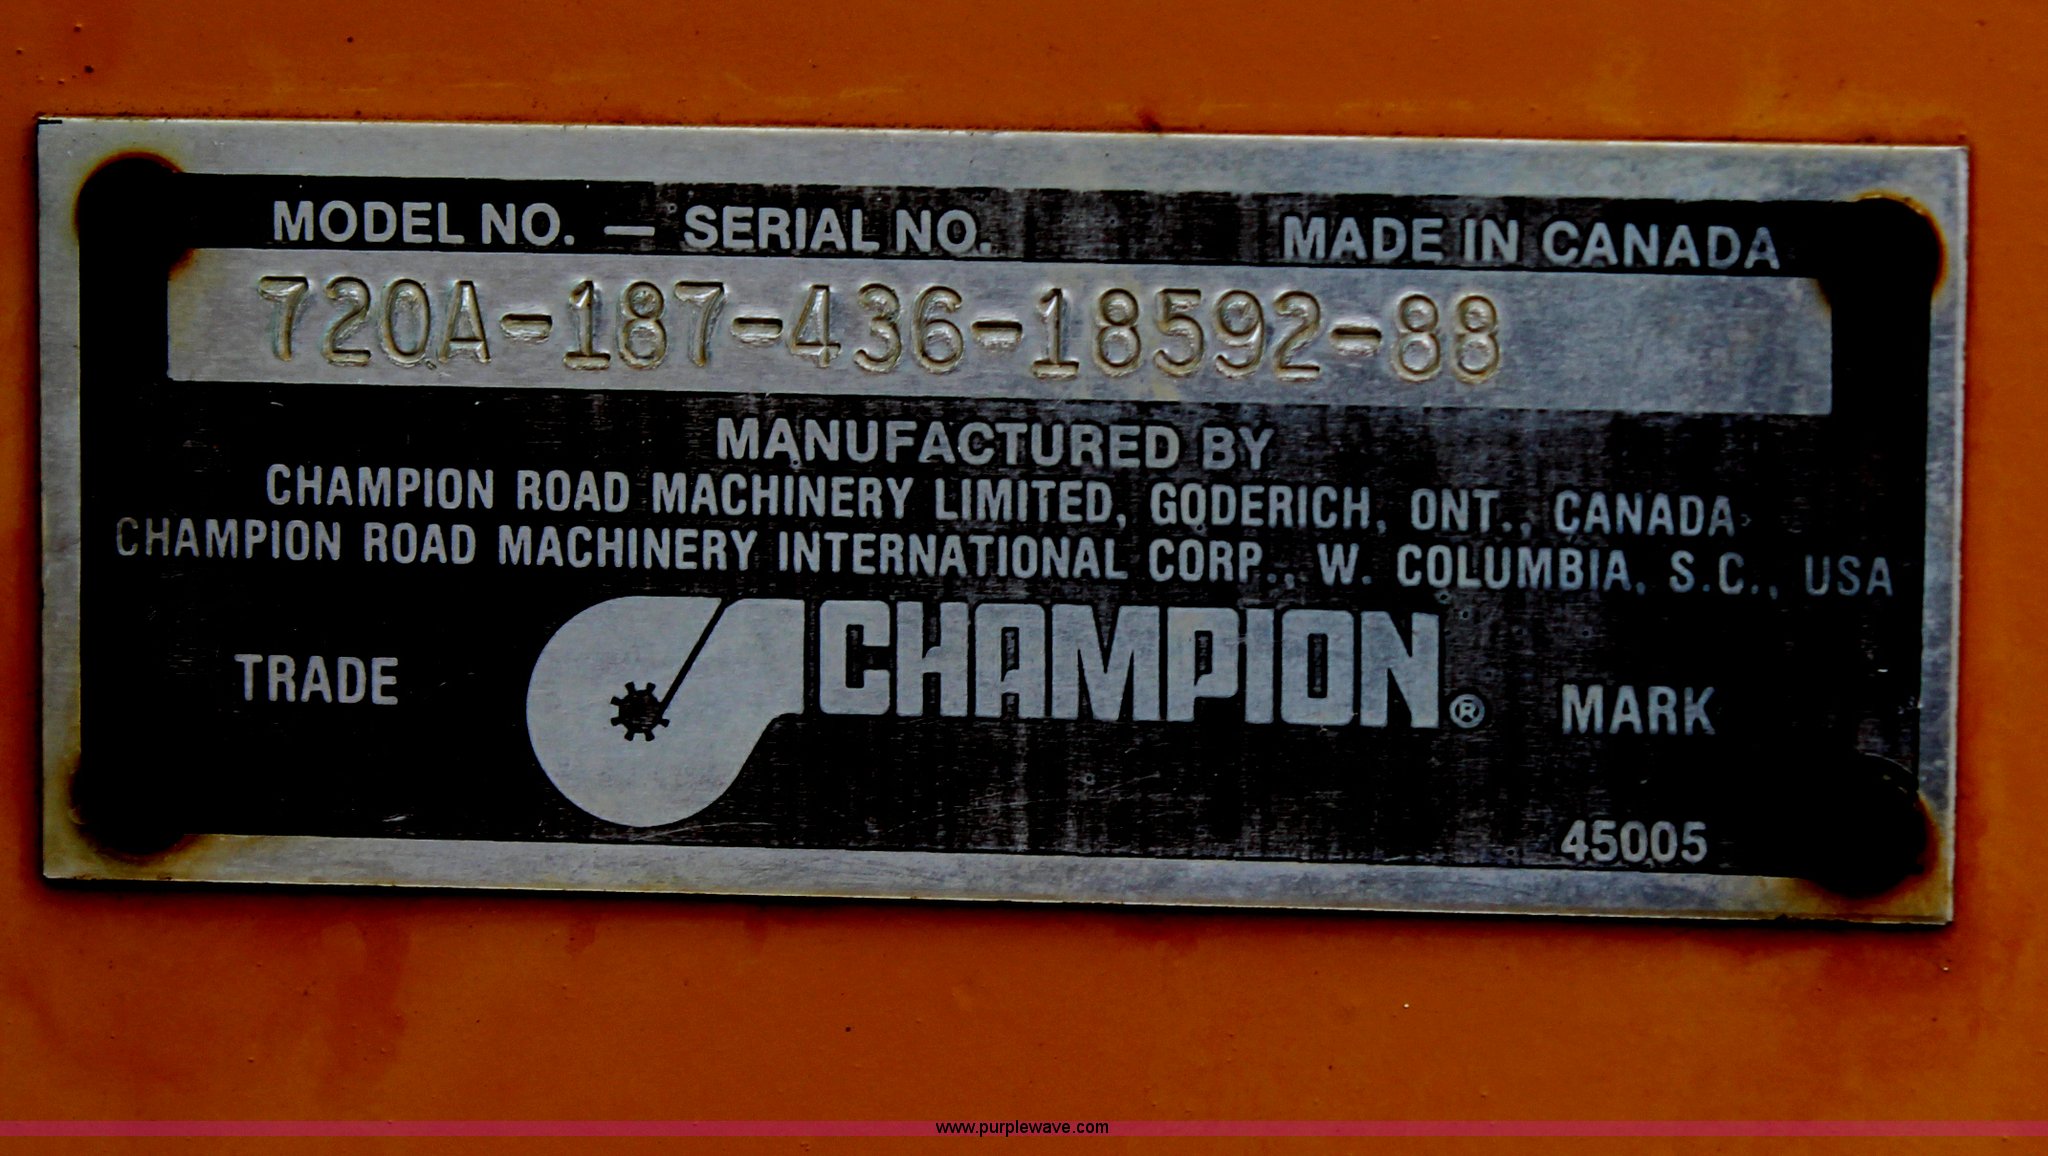 MODEL NO. — SERIAL NO. MADE IN CANADA
720A-187-436-18592-88
MANUFACTURED BY
CHAMPION ROAD MACHINERY LIMITED, GODERICH, ONT., CANADA
CHAMPION ROAD MACHINERY INTERNATIONAL CORP., W. COLUMBIA, S.C., USA
TRADE CHAMPION® MARK
45005
www.purplewave.com